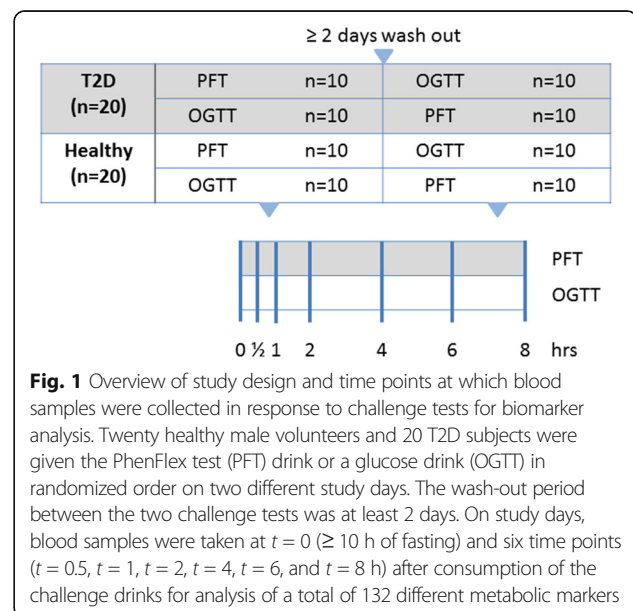 ≥ 2 days wash out
T2D PFT n=10 OGTT n=10
(n=20) OGTT n=10 PFT n=10
Healthy PFT n=10 OGTT n=10
(n=20) OGTT n=10 PFT n=10
PFT
OGTT
0 ½ 1 2 4 6 8 hrs
Fig. 1 Overview of study design and time points at which blood
samples were collected in response to challenge tests for biomarker
analysis. Twenty healthy male volunteers and 20 T2D subjects were
given the PhenFlex test (PFT) drink or a glucose drink (OGTT) in
randomized order on two different study days. The wash-out period
between the two challenge tests was at least 2 days. On study days,
blood samples were taken at t = 0 (≥ 10 h of fasting) and six time points
(t = 0.5, t = 1, t = 2, t = 4, t = 6, and t = 8 h) after consumption of the
challenge drinks for analysis of a total of 132 different metabolic markers